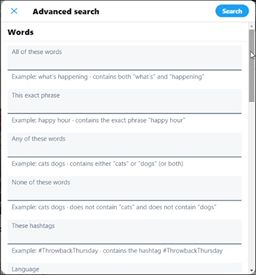 Advanced search
Search
Words
All of these words
Example: what's happening · contains both "what's" and "happening"
This exact phrase
Example: happy hour · contains the exact phrase "happy hour"
Any of these words
Example: cats dogs · contains either "cats" or "dogs" (or both)
None of these words
Example: cats dogs · does not contain "cats" and does not contain "dogs"
These hashtags
Example: #ThrowbackThursday · contains the hashtag #ThrowbackThursday
Language